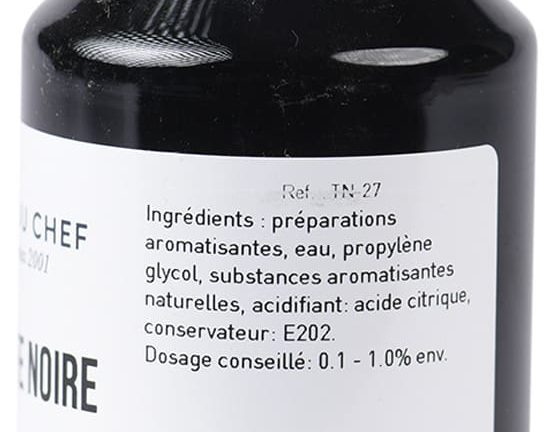 U CHEF
2001
E NOIRE
Ref. TN-27
Ingrédients : préparations
aromatisantes, eau, propylène
glycol, substances aromatisantes
naturelles, acidifiant: acide citrique,
conservateur: E202.
Dosage conseillé: 0.1 - 1.0% env.